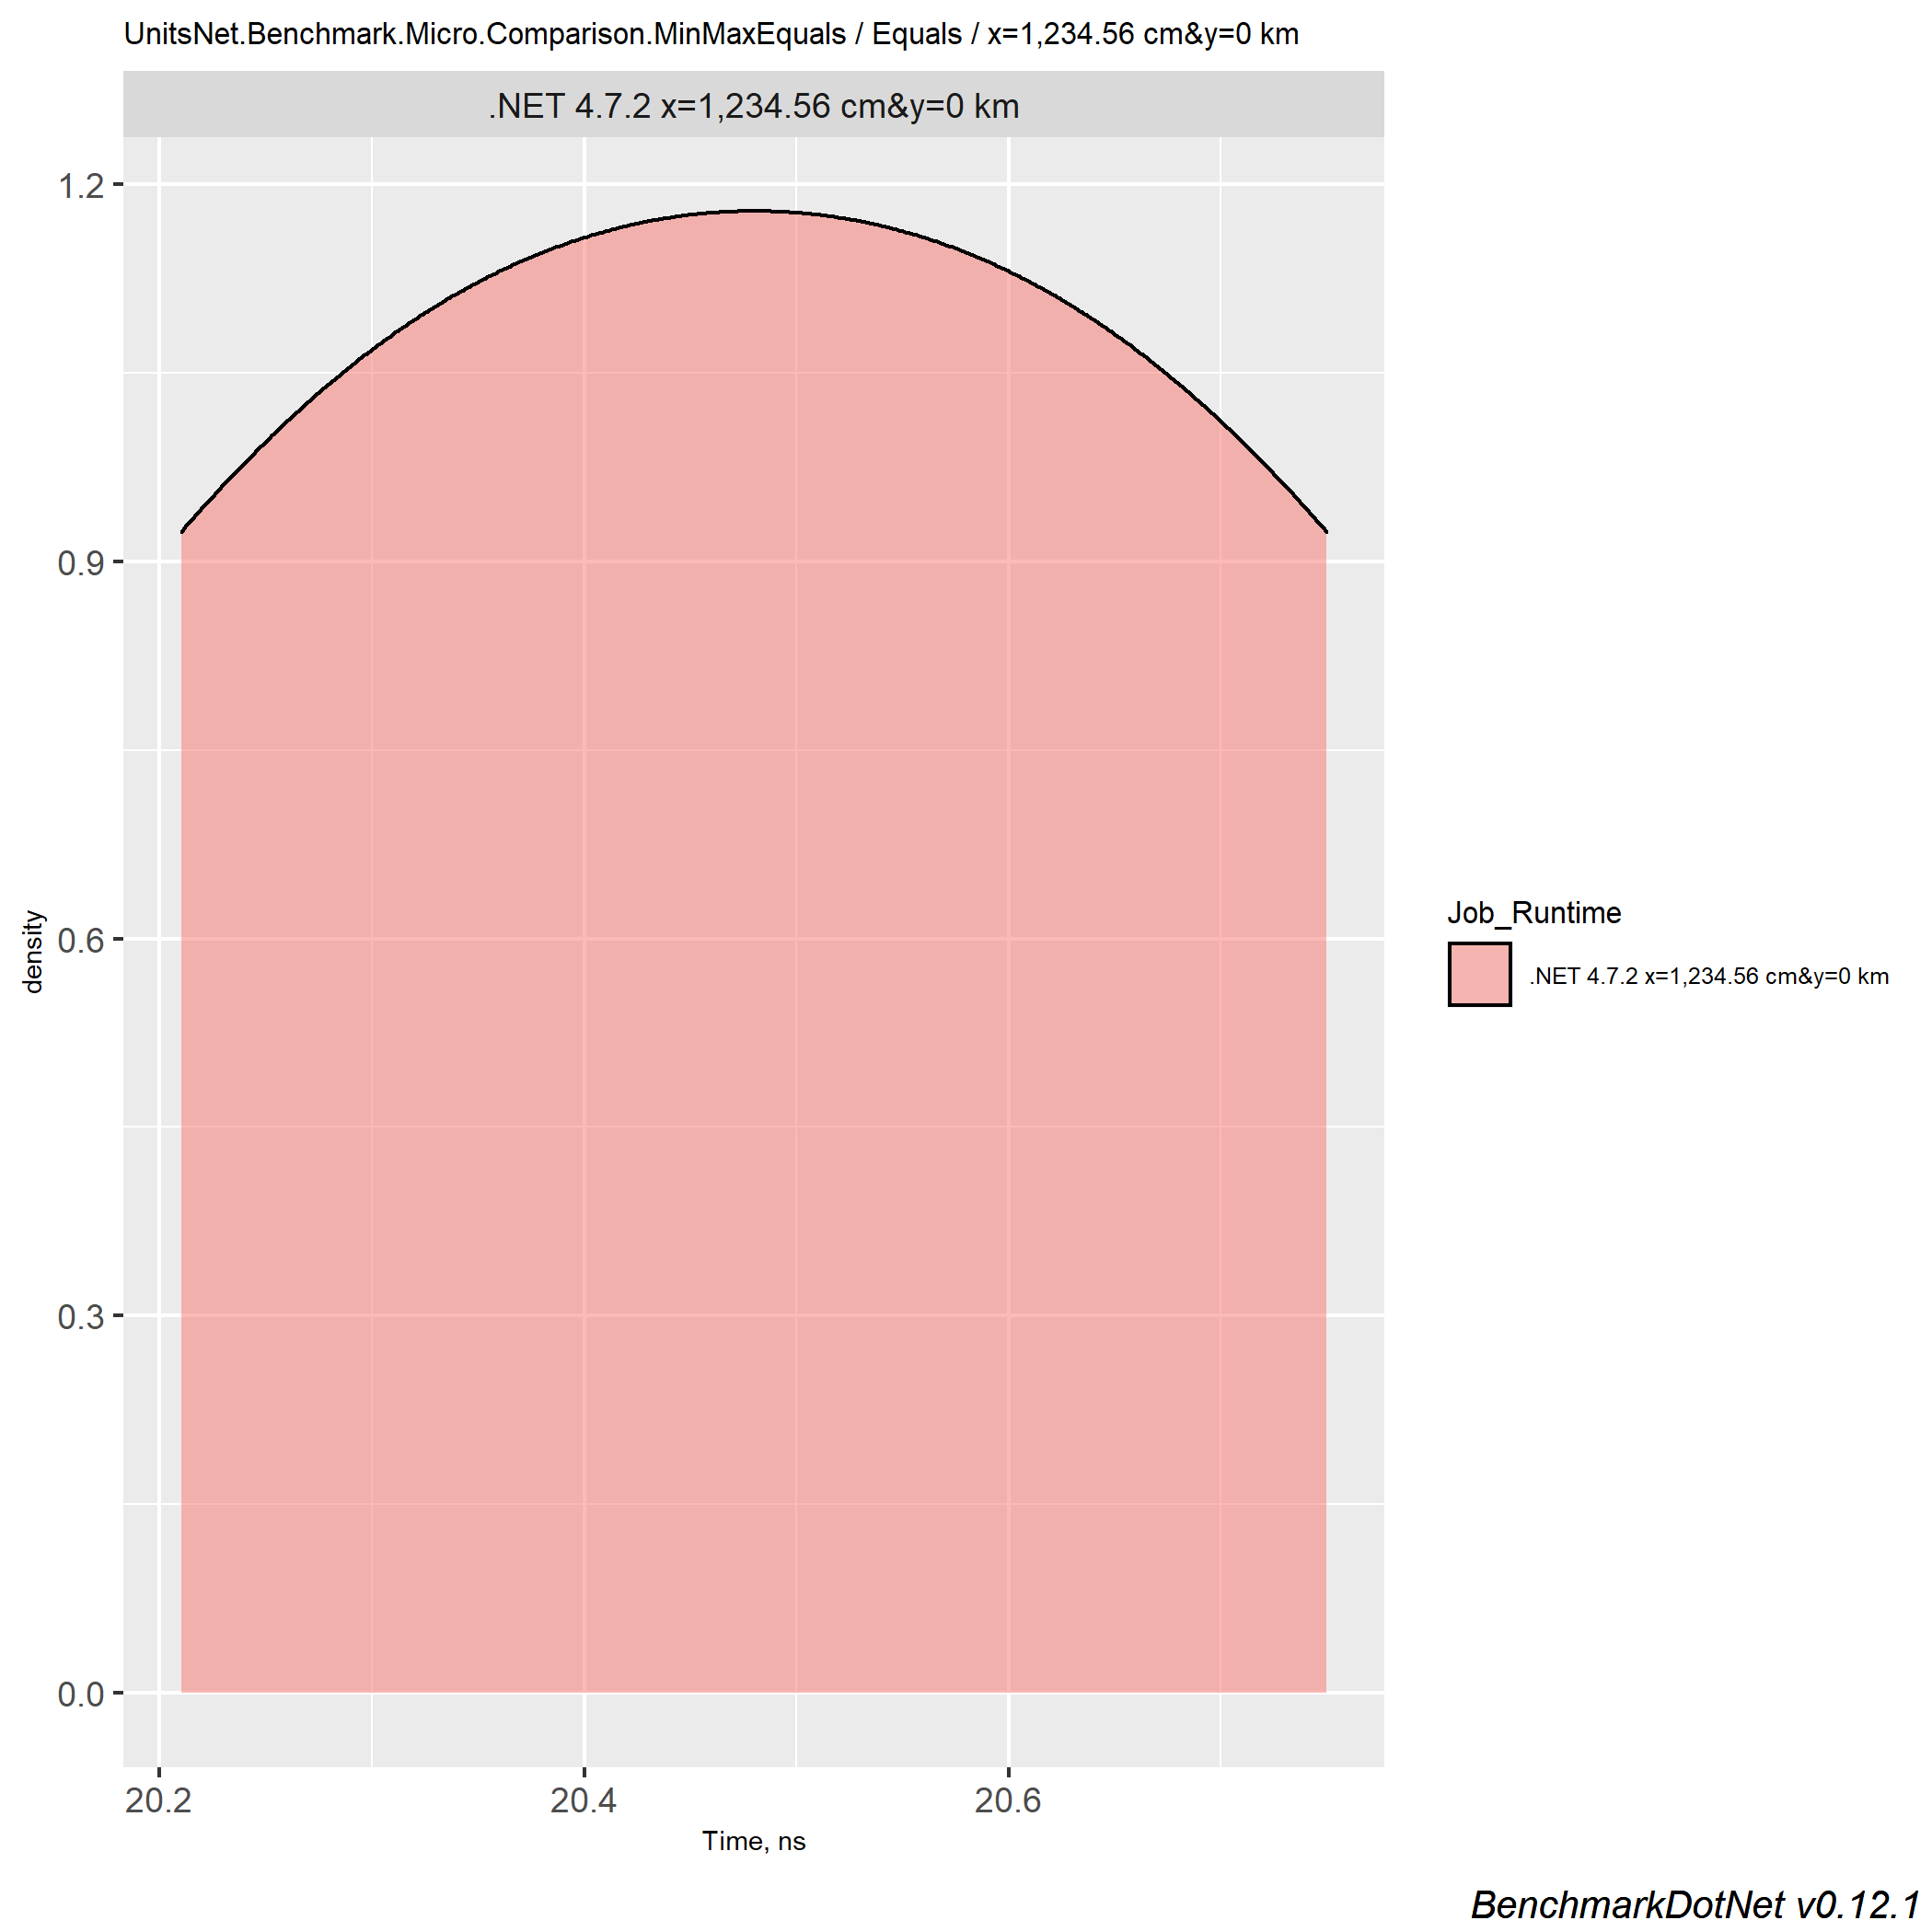 UnitsNet.Benchmark.Micro.Comparison.MinMaxEquals / Equals / x=1,234.56 cm&y=0 km
.NET 4.7.2 x=1,234.56 cm&y=0 km
1.2
0.9
0.6
0.3
0.0
density
20.2 20.4 20.6
Time, ns
Job_Runtime
.NET 4.7.2 x=1,234.56 cm&y=0 km
BenchmarkDotNet v0.12.1